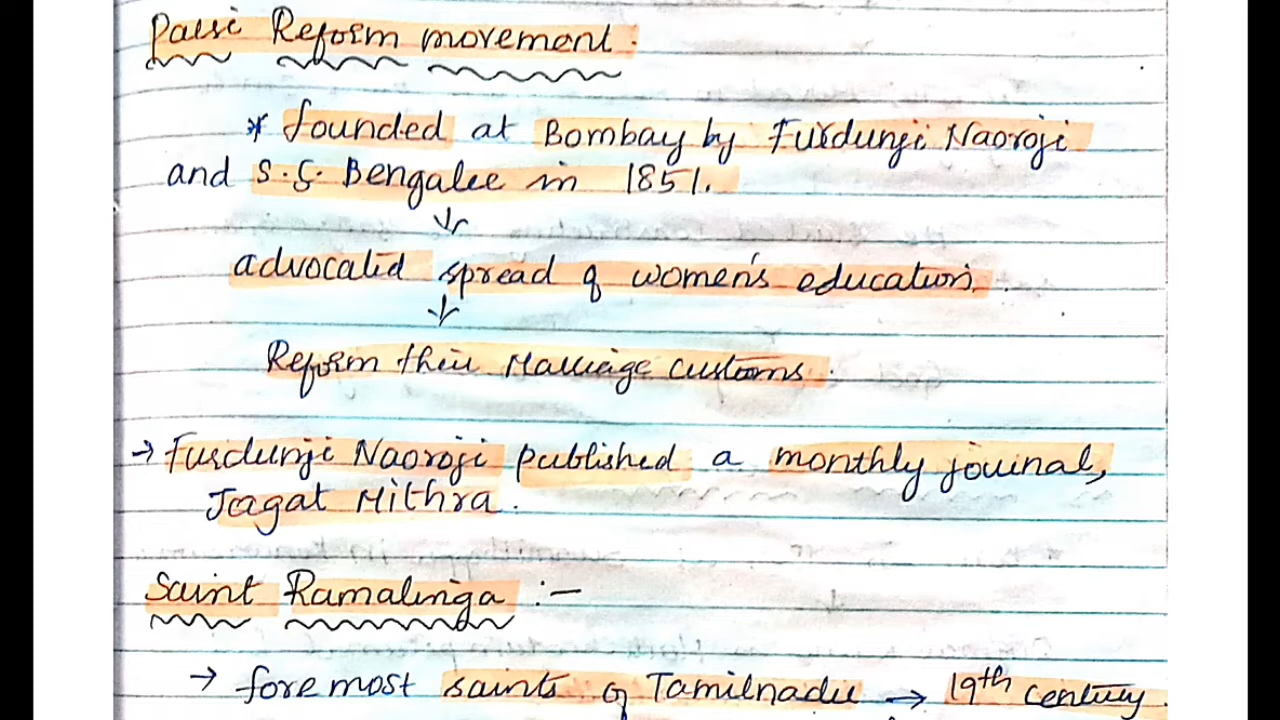 Parsi Reform movement.
* founded at Bombay by Furdunji Naoroji
and S.S. Bengalee in 1851.
advocated spread of women's education.
Reform their Marriage customs.
→ Furdunji Naoroji published a monthly journal,
Jagat Mithra.
Saint Ramalinga :-
→ foremost saints of Tamilnadu → 19th century.